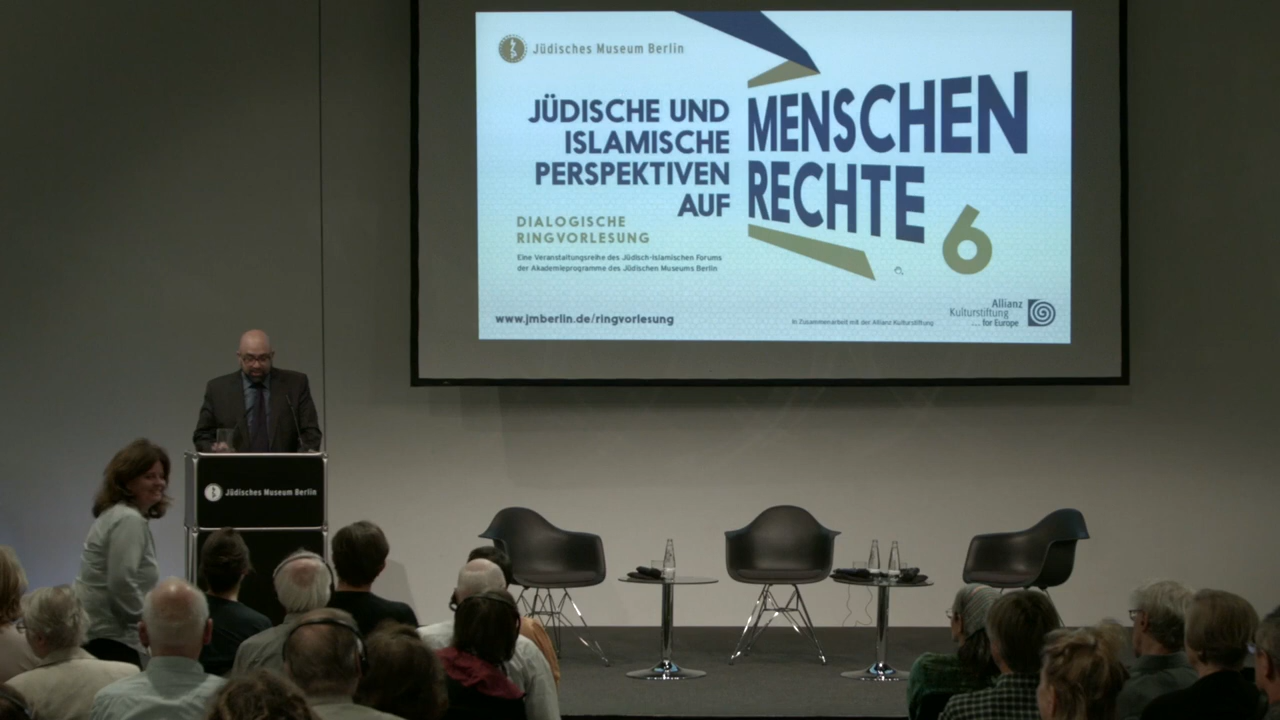 Jüdisches Museum Berlin
JÜDISCHE UND
ISLAMISCHE
PERSPEKTIVEN
AUF
MENSCHEN
RECHTE 6
DIALOGISCHE
RINGVORLESUNG
Eine Veranstaltungsreihe des Jüdisch-Islamischen Forums
der Akademieprogramme des Jüdischen Museums Berlin
www.jmberlin.de/ringvorlesung
In Zusammenarbeit mit der Allianz Kulturstiftung
Allianz
Kulturstiftung
for Europe
Jüdisches Museum Berlin